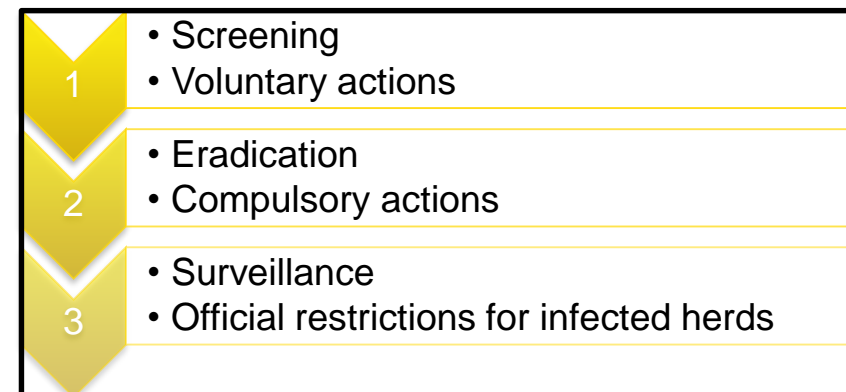 1
• Screening
• Voluntary actions
2
• Eradication
• Compulsory actions
3
• Surveillance
• Official restrictions for infected herds